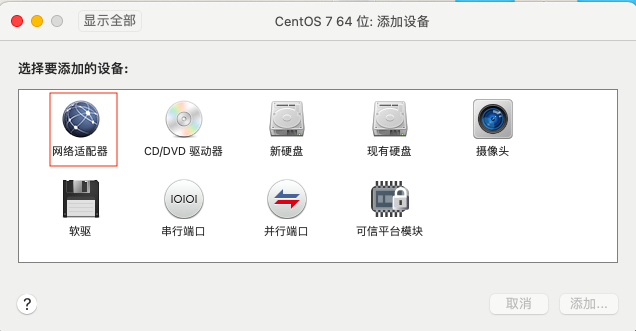 显示全部
CentOS 7 64 位: 添加设备
选择要添加的设备:
网络适配器
CD/DVD 驱动器
新硬盘
现有硬盘
摄像头
IOIOI
软驱
串行端口
并行端口
可信平台模块
?
取消
添加...